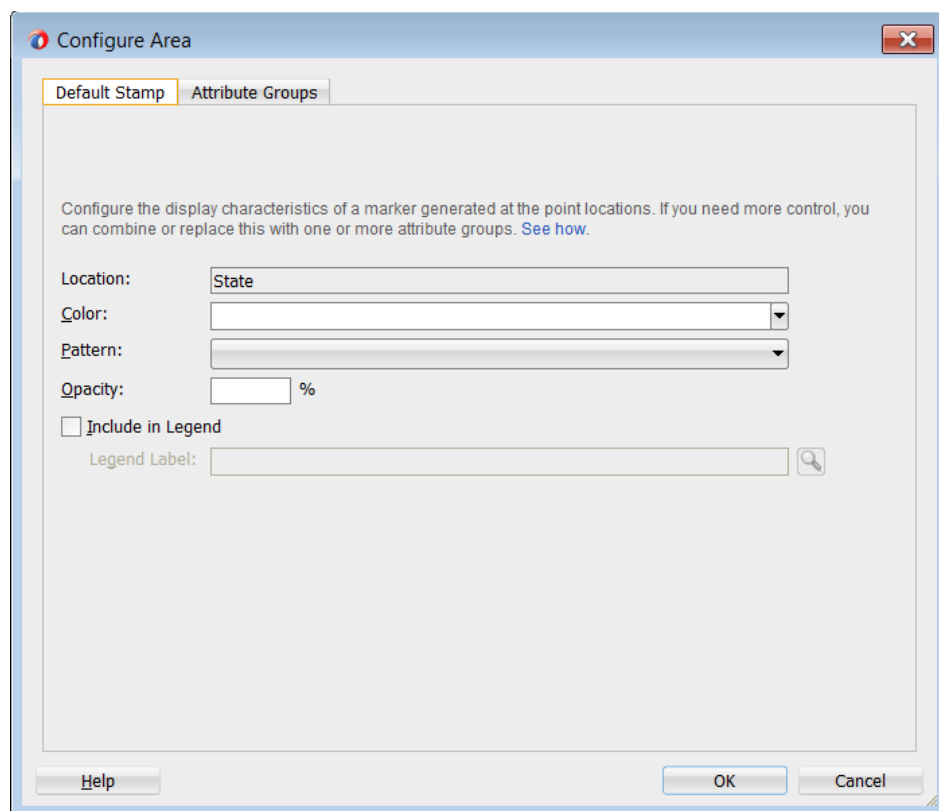 Configure Area
Default Stamp Attribute Groups
Configure the display characteristics of a marker generated at the point locations. If you need more control, you
can combine or replace this with one or more attribute groups. See how.
Location: State
Color:
Pattern:
Opacity: %
Include in Legend
Legend Label:
Help OK Cancel